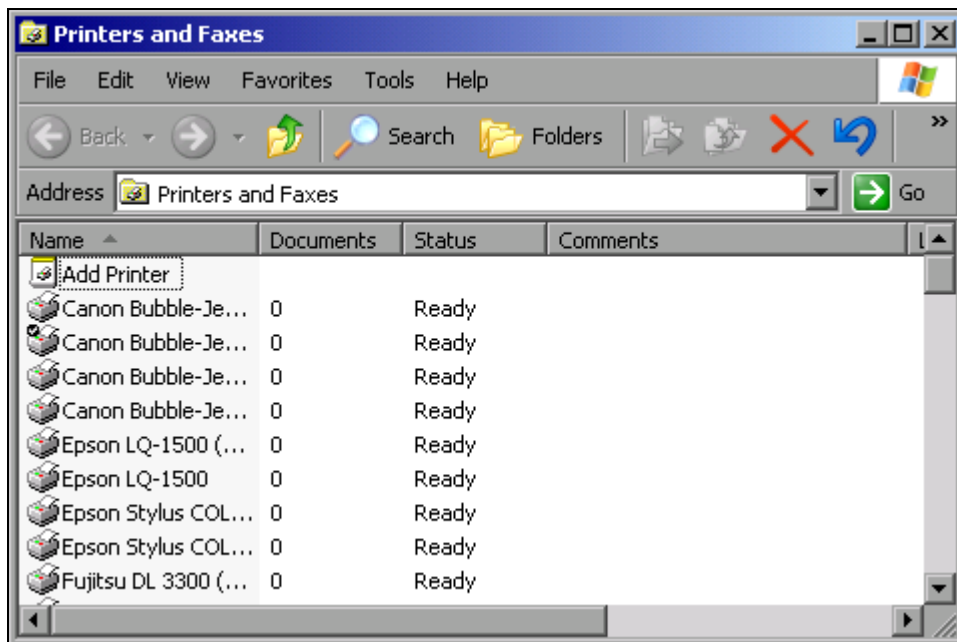 Printers and Faxes
File Edit View Favorites Tools Help
Back Search Folders »
Address Printers and Faxes Go
Name Documents Status Comments
Add Printer
Canon Bubble-Je... 0 Ready
Canon Bubble-Je... 0 Ready
Canon Bubble-Je... 0 Ready
Canon Bubble-Je... 0 Ready
Epson LQ-1500 (... 0 Ready
Epson LQ-1500 0 Ready
Epson Stylus COL... 0 Ready
Epson Stylus COL... 0 Ready
Fujitsu DL 3300 (... 0 Ready